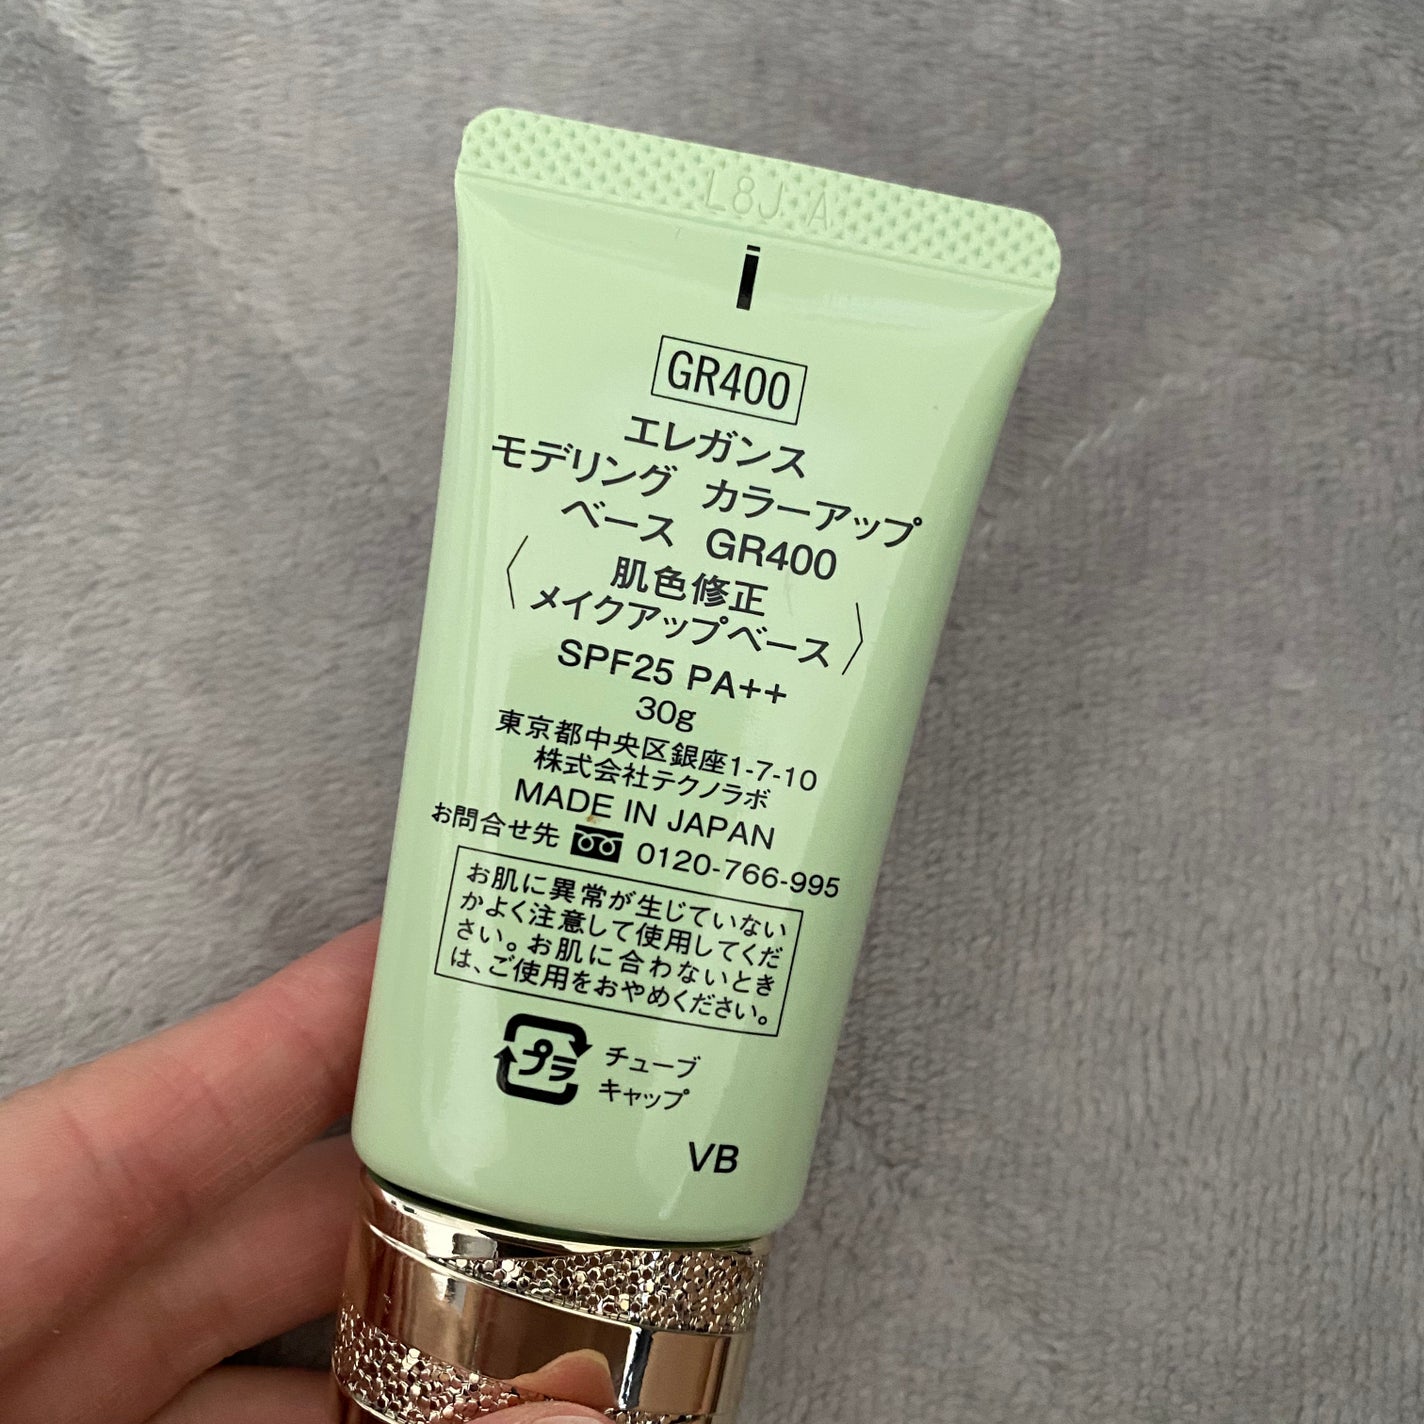 L8J A
GR400
エレガンス
モデリング カラーアップ
ベース GR400
〈肌色修正
メイクアップベース〉
SPF25 PA++
30g
東京都中央区銀座1-7-10
株式会社テクノラボ
MADE IN JAPAN
お問合せ先 0120-766-995
お肌に異常が生じていない
かよく注意して使用してくだ
さい。お肌に合わないとき
は、ご使用をおやめください。
プラ チューブ
キャップ
VB